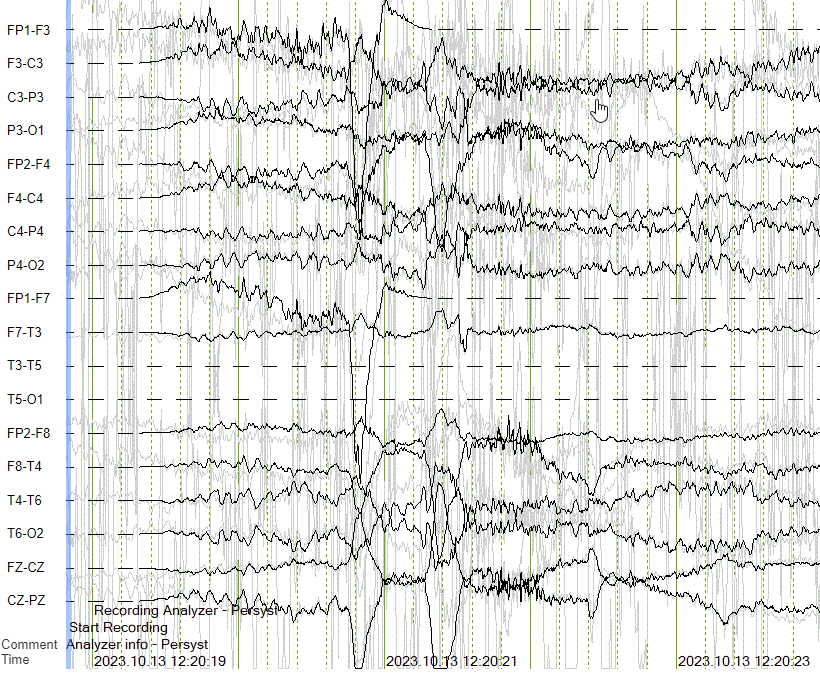 FP1-F3
F3-C3
C3-P3
P3-O1
FP2-F4
F4-C4
C4-P4
P4-O2
FP1-F7
F7-T3
T3-T5
T5-O1
FP2-F8
F8-T4
T4-T6
T6-O2
FZ-CZ
CZ-PZ
Recording Analyzer - Persyst
Start Recording
Comment Analyzer info - Persyst
Time 2023.10.13 12:20:19 2023.10.13 12:20:21 2023.10.13 12:20:23